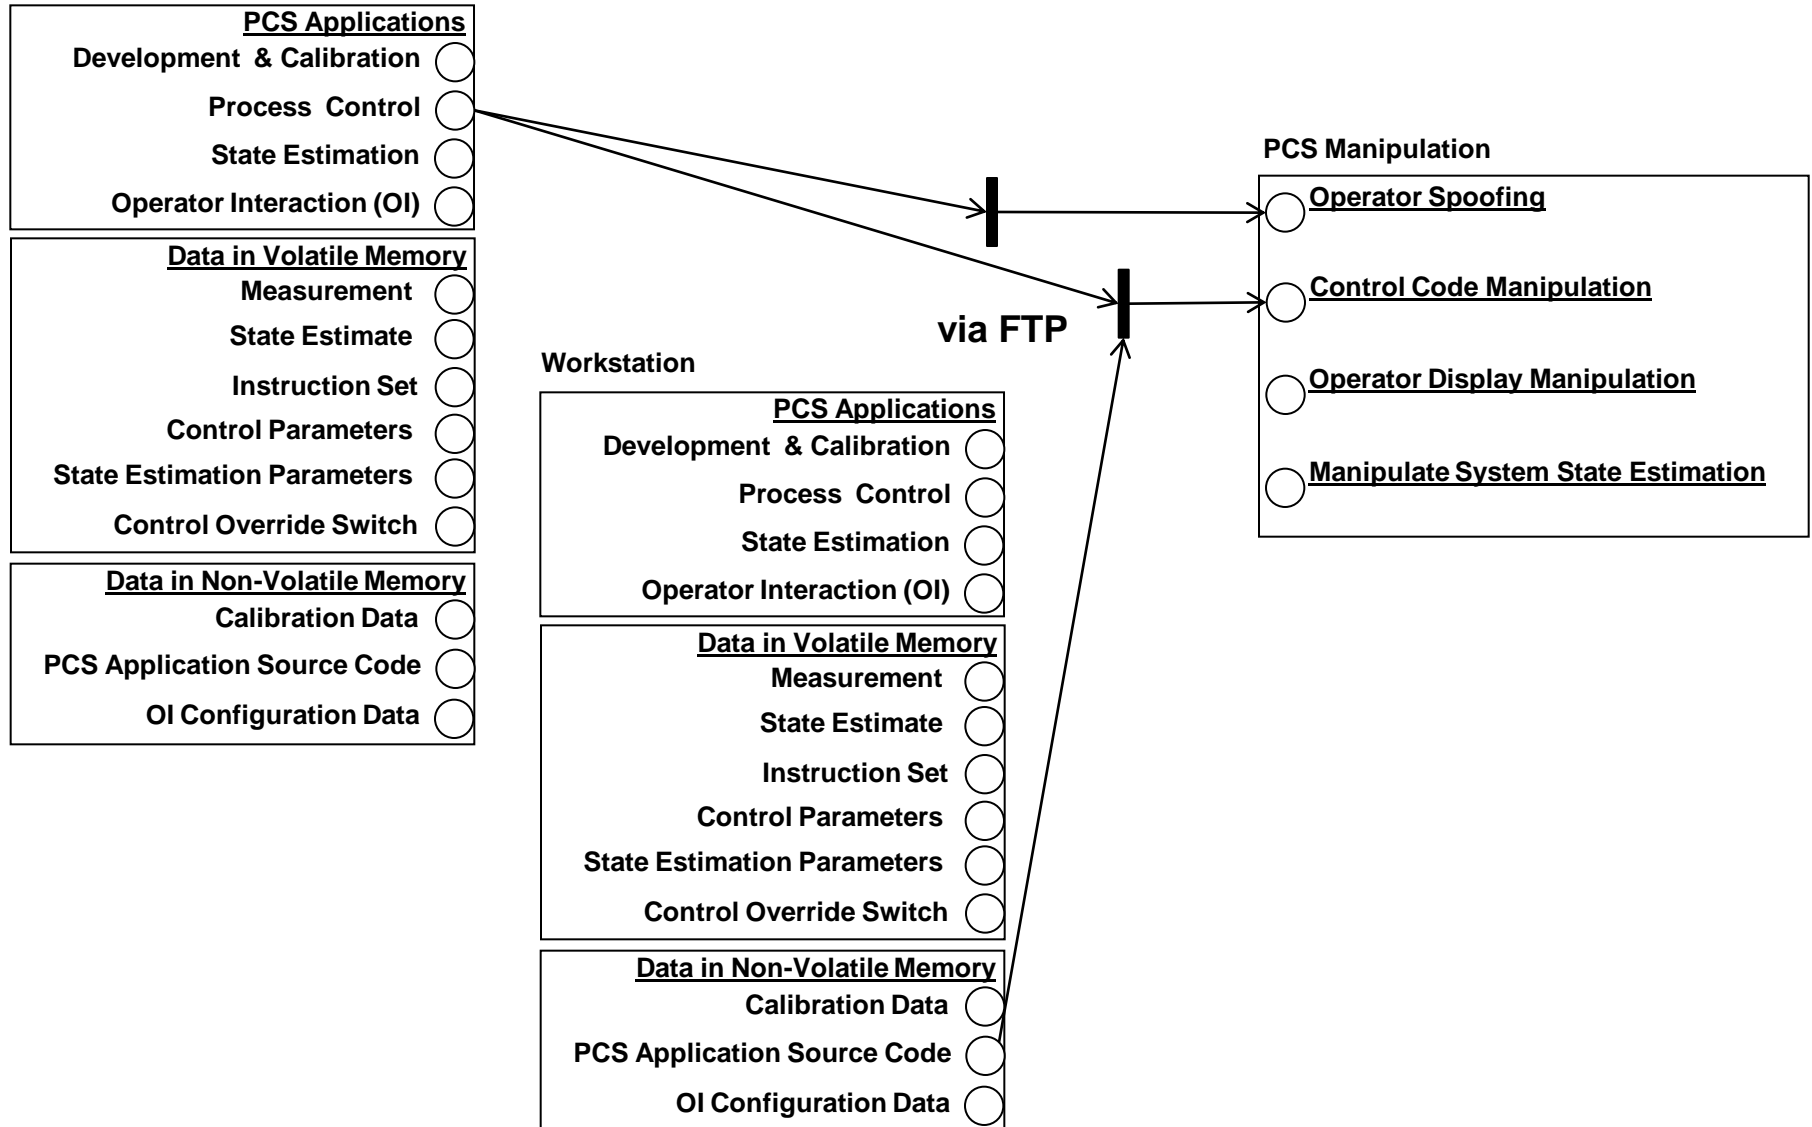 PCS Applications
Development & Calibration
Process Control
State Estimation
Operator Interaction (OI)
Data in Volatile Memory
Measurement
State Estimate
Instruction Set
Control Parameters
State Estimation Parameters
Control Override Switch
Data in Non-Volatile Memory
Calibration Data
PCS Application Source Code
OI Configuration Data
via FTP
Workstation
PCS Applications
Development & Calibration
Process Control
State Estimation
Operator Interaction (OI)
Data in Volatile Memory
Measurement
State Estimate
Instruction Set
Control Parameters
State Estimation Parameters
Control Override Switch
Data in Non-Volatile Memory
Calibration Data
PCS Application Source Code
OI Configuration Data
PCS Manipulation
Operator Spoofing
Control Code Manipulation
Operator Display Manipulation
Manipulate System State Estimation